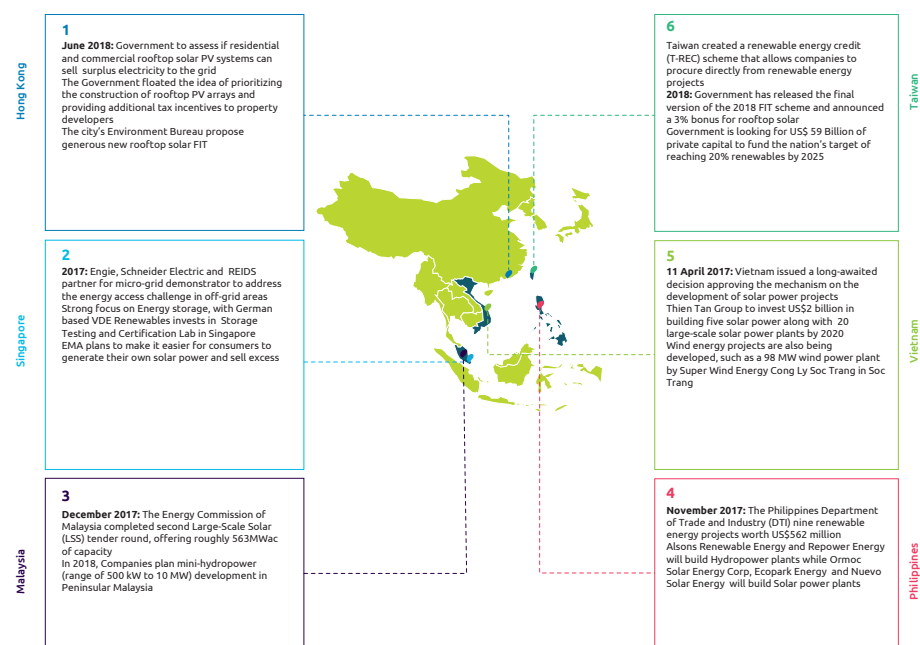 Hong Kong
1
June 2018: Government to assess if residential
and commercial rooftop solar PV systems can
sell surplus electricity to the grid
The Government floated the idea of prioritizing
the construction of rooftop PV arrays and
providing additional tax incentives to property
developers
The city's Environment Bureau propose
generous new rooftop solar FIT
Singapore
2
2017: Engie, Schneider Electric and REIDS
partner for micro-grid demonstrator to address
the energy access challenge in off-grid areas
Strong focus on Energy storage, with German
based VDE Renewables invests in Storage
Testing and Certification Lab in Singapore
EMA plans to make it easier for consumers to
generate their own solar power and sell excess
Malaysia
3
December 2017: The Energy Commission of
Malaysia completed second Large-Scale Solar
(LSS) tender round, offering roughly 563MWac
of capacity
In 2018, Companies plan mini-hydropower
(range of 500 kW to 10 MW) development in
Peninsular Malaysia
6
Taiwan created a renewable energy credit
(T-REC) scheme that allows companies to
procure directly from renewable energy
projects
2018: Government has released the final
version of the 2018 FIT scheme and announced
a 3% bonus for rooftop solar
Government is looking for US$ 59 Billion of
private capital to fund the nation's target of
reaching 20% renewables by 2025
Taiwan
5
11 April 2017: Vietnam issued a long-awaited
decision approving the mechanism on the
development of solar power projects
Thien Tan Group to invest US$2 billion in
building five solar power along with 20
large-scale solar power plants by 2020
Wind energy projects are also being
developed, such as a 98 MW wind power plant
by Super Wind Energy Cong Ly Soc Trang in Soc
Trang
Vietnam
4
November 2017: The Philippines Department
of Trade and Industry (DTI) nine renewable
energy projects worth US$562 million
Alsons Renewable Energy and Repower Energy
will build Hydropower plants while Ormoc
Solar Energy Corp, Ecopark Energy and Nuevo
Solar Energy will build Solar power plants
Philippines